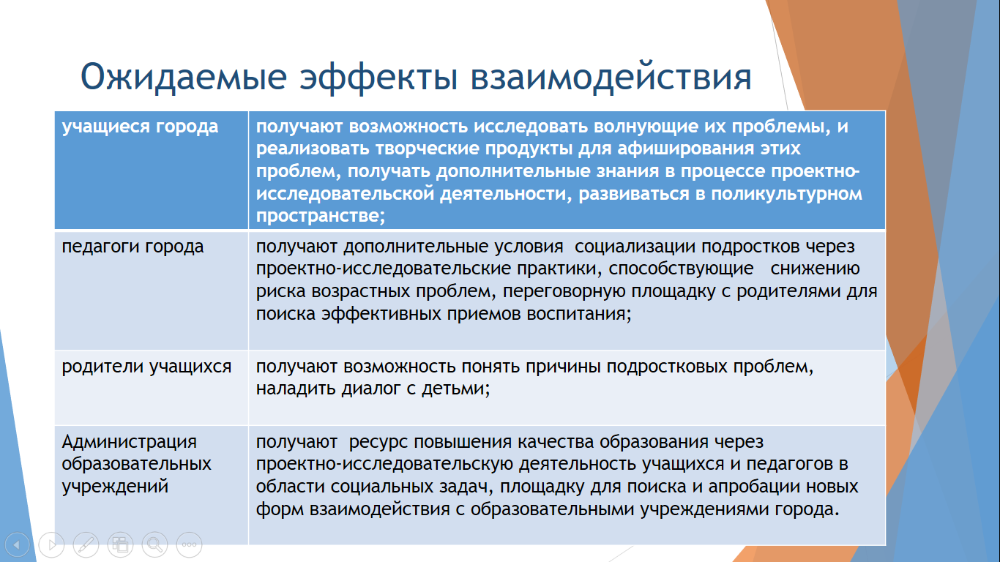 Ожидаемые эффекты взаимодействия
учащиеся города
получают возможность исследовать волнующие их проблемы, и
реализовать творческие продукты для афиширования этих
проблем, получать дополнительные знания в процессе проектно-
исследовательской деятельности, развиваться в поликультурном
пространстве;
педагоги города
получают дополнительные условия  социализации подростков через
проектно-исследовательские практики, способствующие   снижению
риска возрастных проблем, переговорную площадку с родителями для
поиска эффективных приемов воспитания;
родители учащихся
получают возможность понять причины подростковых проблем,
наладить диалог с детьми;
Администрация
образовательных
учреждений
получают  ресурс повышения качества образования через
проектно-исследовательскую деятельность учащихся и педагогов в
области социальных задач, площадку для поиска и апробации новых
форм взаимодействия с образовательными учреждениями города.